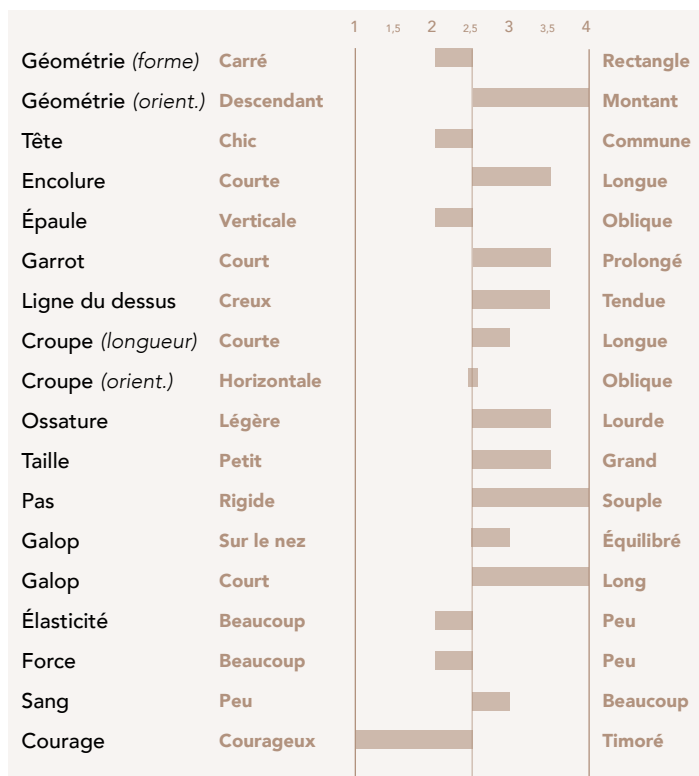 1 1,5 2 2,5 3 3,5 4
Géométrie (forme) Carré Rectangle
Géométrie (orient.) Descendant Montant
Tête Chic Commune
Encolure Courte Longue
Épaule Verticale Oblique
Garrot Court Prolongé
Ligne du dessus Creux Tendue
Croupe (longueur) Courte Longue
Croupe (orient.) Horizontale Oblique
Ossature Légère Lourde
Taille Petit Grand
Pas Rigide Souple
Galop Sur le nez Équilibré
Galop Court Long
Élasticité Beaucoup Peu
Force Beaucoup Peu
Sang Peu Beaucoup
Courage Courageux Timoré